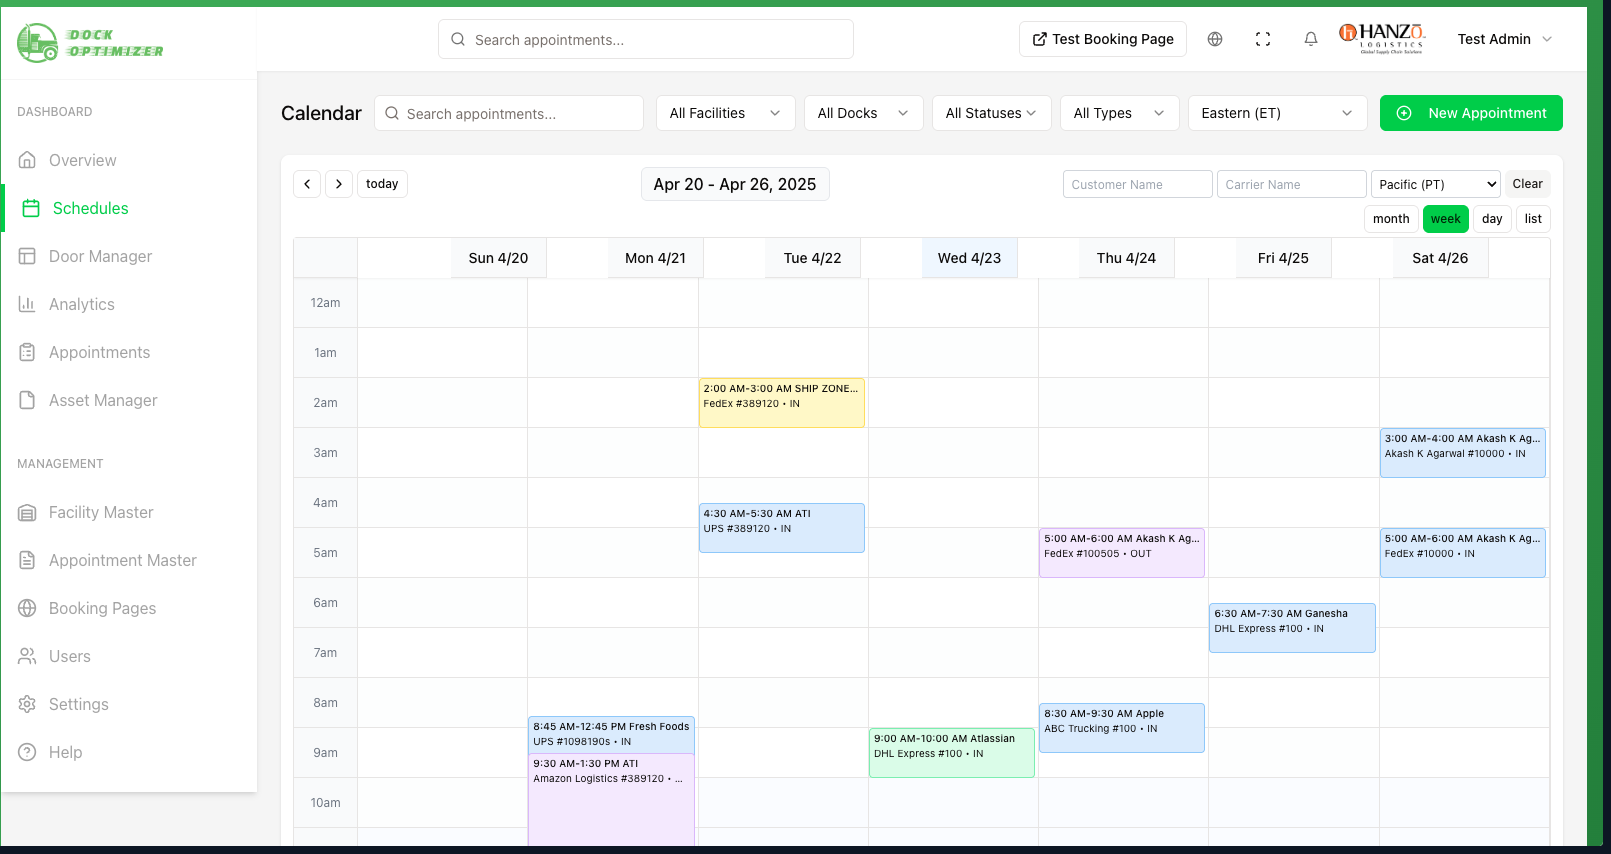 DOCK
OPTIMIZER
Search appointments...
Test Booking Page
HANZO
LOGISTICS
Global Supply Chain Solutions
Test Admin
DASHBOARD
Overview
Schedules
Door Manager
Analytics
Appointments
Asset Manager
MANAGEMENT
Facility Master
Appointment Master
Booking Pages
Users
Settings
Help
Calendar
Search appointments...
All Facilities
All Docks
All Statuses
All Types
Eastern (ET)
New Appointment
today
Apr 20 - Apr 26, 2025
Customer Name
Carrier Name
Pacific (PT)
Clear
month
week
day
list
Sun 4/20
Mon 4/21
Tue 4/22
Wed 4/23
Thu 4/24
Fri 4/25
Sat 4/26
12am
1am
2am
2:00 AM-3:00 AM SHIP ZONE...
FedEx #389120 • IN
3am
3:00 AM-4:00 AM Akash K Ag...
Akash K Agarwal #10000 • IN
4am
4:30 AM-5:30 AM ATI
UPS #389120 • IN
5am
5:00 AM-6:00 AM Akash K Ag...
FedEx #100505 • OUT
5:00 AM-6:00 AM Akash K Ag...
FedEx #10000 • IN
6am
6:30 AM-7:30 AM Ganesha
DHL Express #100 • IN
7am
8am
8:45 AM-12:45 PM Fresh Foods
UPS #1098190s • IN
8:30 AM-9:30 AM Apple
ABC Trucking #100 • IN
9am
9:00 AM-10:00 AM Atlassian
DHL Express #100 • IN
9:30 AM-1:30 PM ATI
Amazon Logistics #389120 • ...
10am